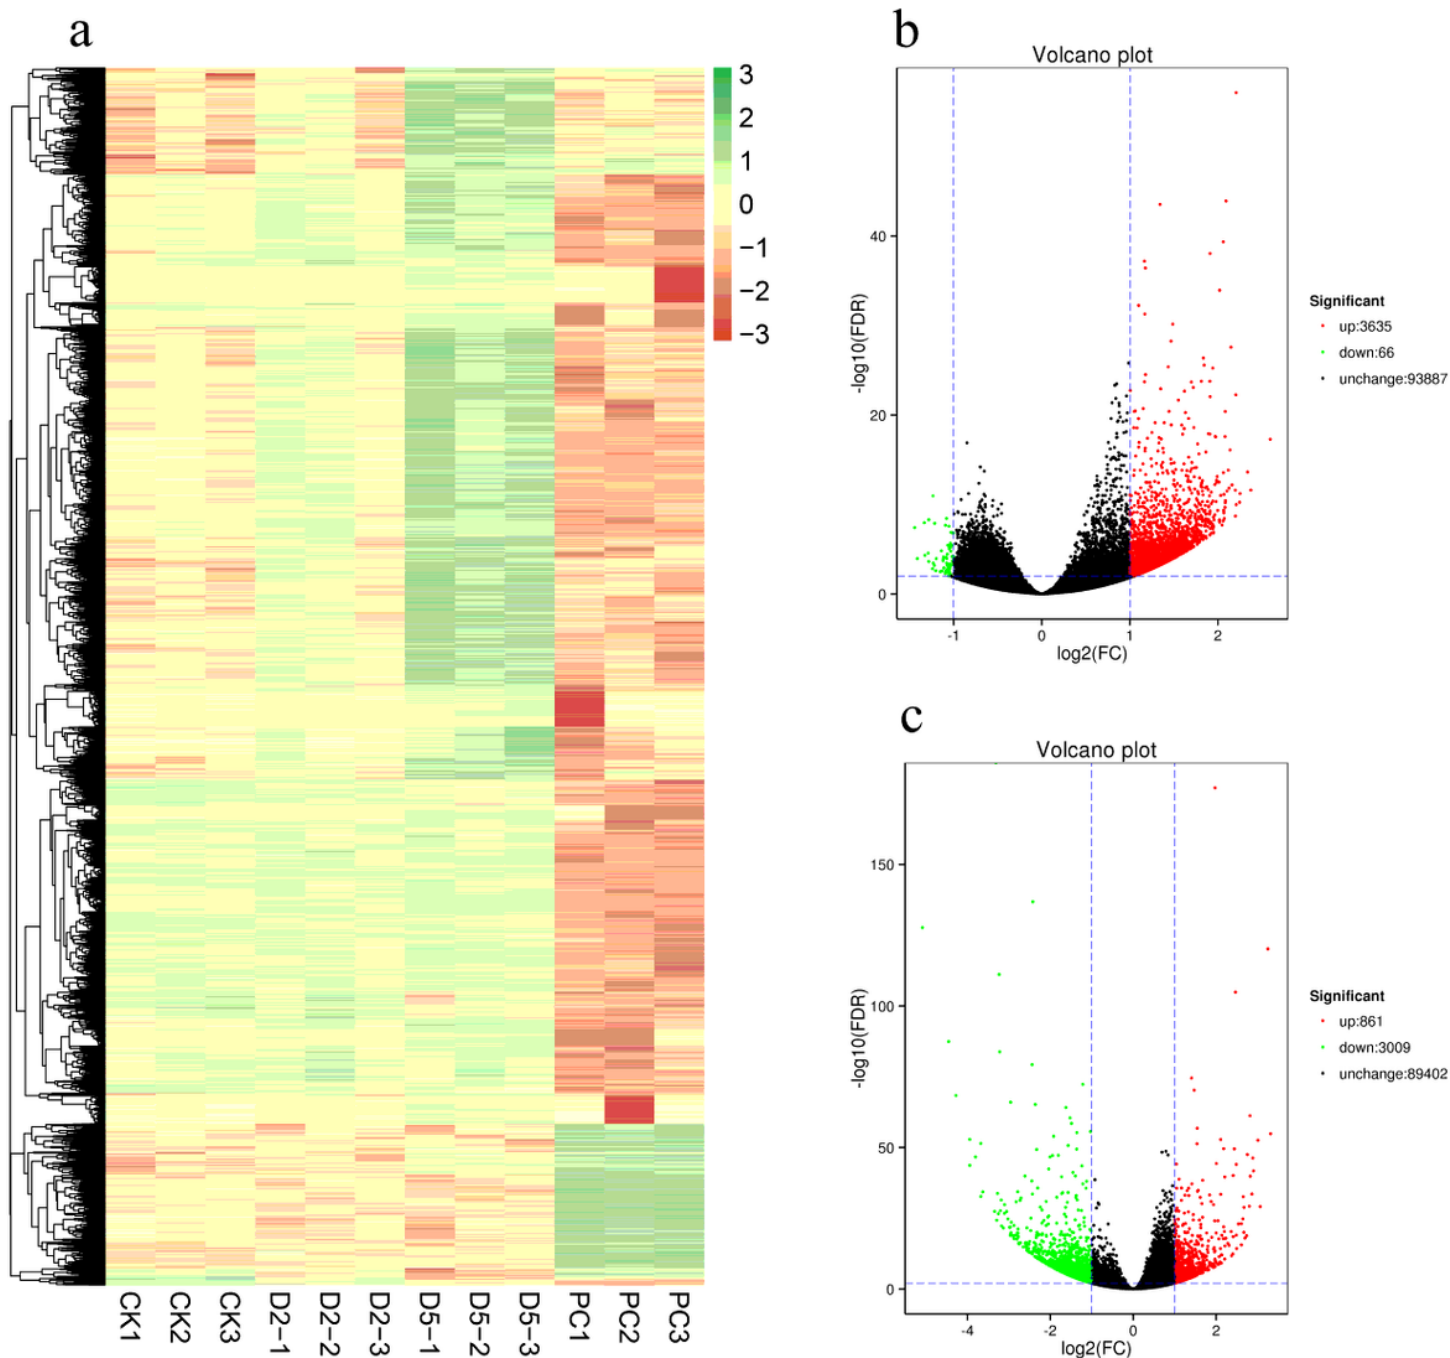 a
3
2
1
0
−1
−2
−3
CK1
CK2
CK3
D2−1
D2−2
D2−3
D5−1
D5−2
D5−3
PC1
PC2
PC3
b
Volcano plot
-log10(FDR)
40
20
0
-1
0
1
2
log2(FC)
Significant
up:3635
down:66
unchange:93887
c
Volcano plot
-log10(FDR)
150
100
50
0
-4
-2
0
2
log2(FC)
Significant
up:861
down:3009
unchange:89402